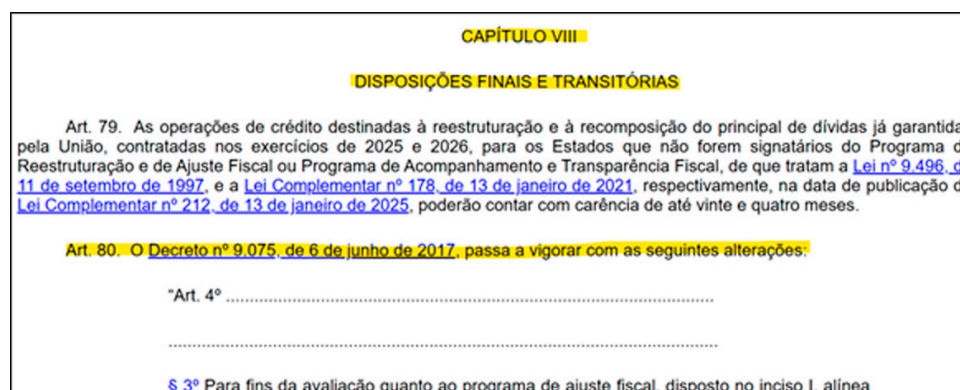 CAPÍTULO VIII
DISPOSIÇÕES FINAIS E TRANSITÓRIAS
Art. 79. As operações de crédito destinadas à reestruturação e à recomposição do principal de dívidas já garantida
pela União, contratadas nos exercícios de 2025 e 2026, para os Estados que não forem signatários do Programa d
Reestruturação e de Ajuste Fiscal ou Programa de Acompanhamento e Transparência Fiscal, de que tratam a Lei nº 9.496, d
11 de setembro de 1997, e a Lei Complementar nº 178, de 13 de janeiro de 2021, respectivamente, na data de publicação d
Lei Complementar nº 212, de 13 de janeiro de 2025, poderão contar com carência de até vinte e quatro meses.
Art. 80. O Decreto nº 9.075, de 6 de junho de 2017, passa a vigorar com as seguintes alterações:
“Art. 4º ..................................................................................
..............................................................................................
§ 3º Para fins da avaliação quanto ao programa de ajuste fiscal, disposto no inciso I, alínea